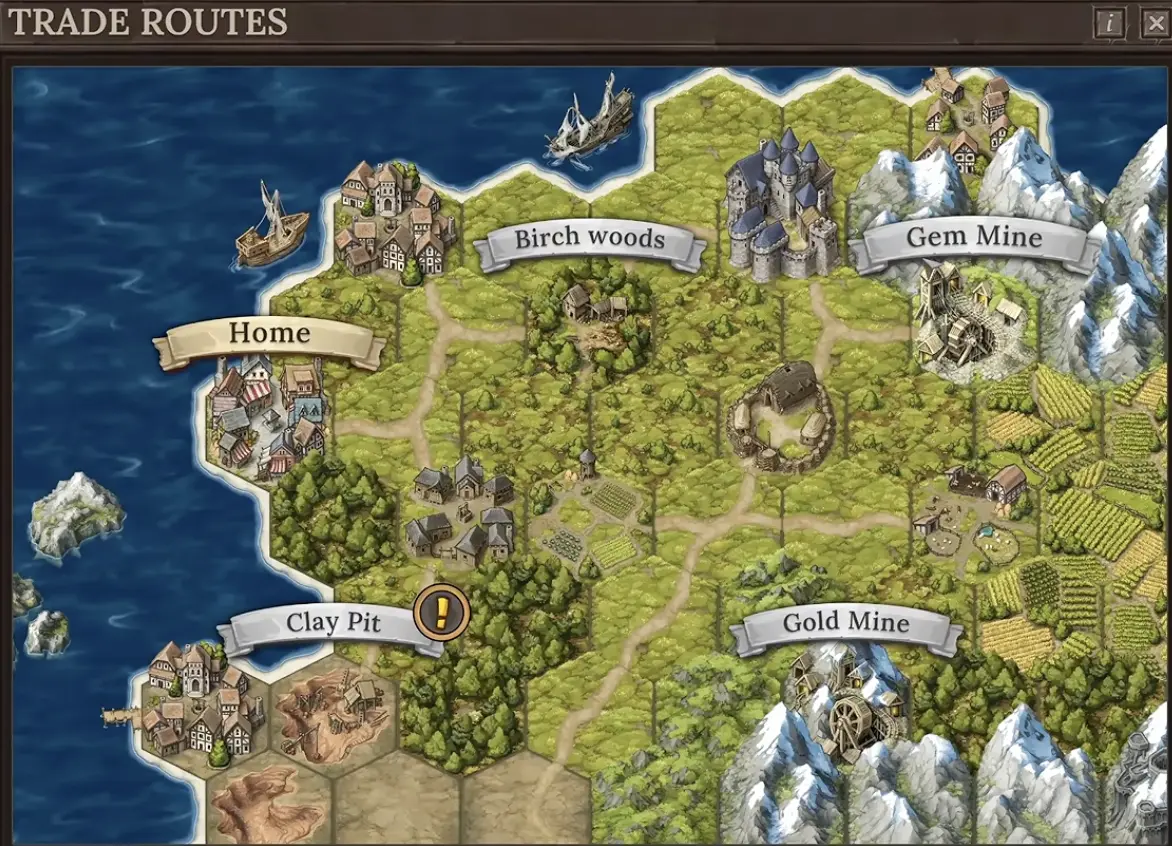 TRADE ROUTES
i
Birch woods
Gem Mine
Home
Clay Pit
!
Gold Mine